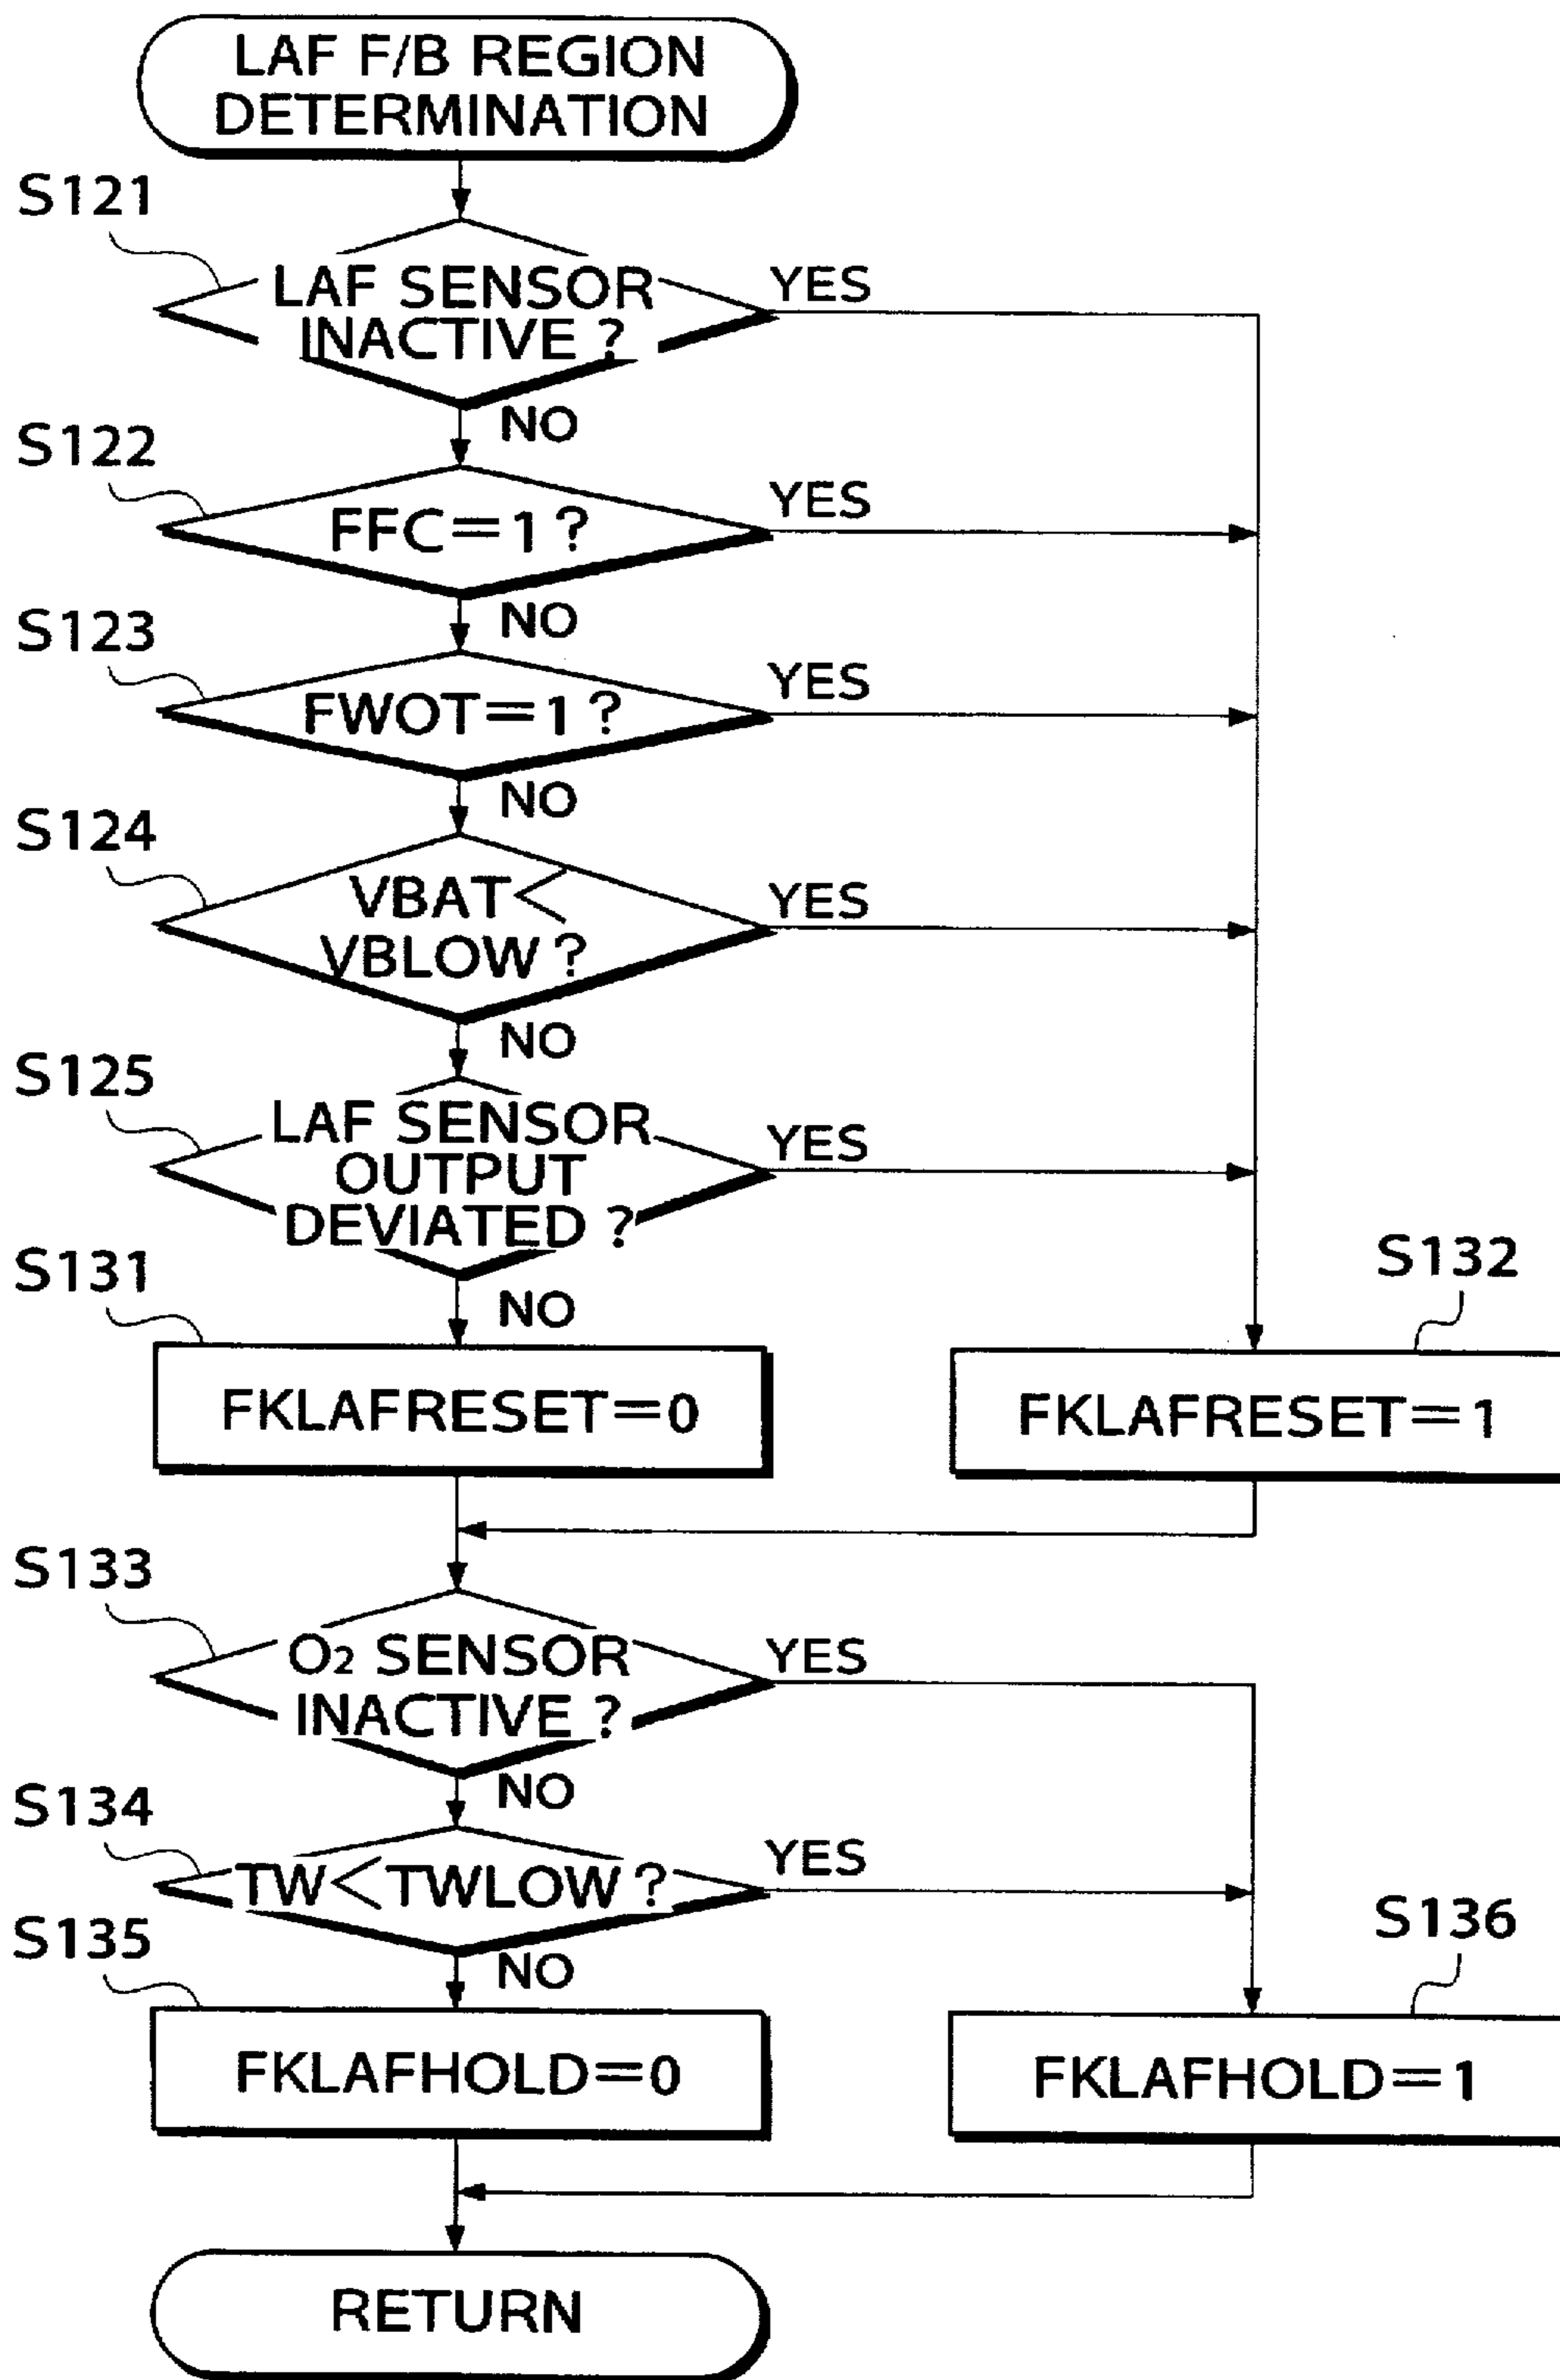 LAF F/B REGION
DETERMINATION
S121
LAF SENSOR
INACTIVE ?
YES
NO
S122
FFC=1 ?
YES
NO
S123
FWOT=1 ?
YES
NO
S124
VBAT<
VBLOW ?
YES
NO
S125
LAF SENSOR
OUTPUT
DEVIATED ?
YES
NO
S131
FKLAFRESET=0
S132
FKLAFRESET=1
S133
O2 SENSOR
INACTIVE ?
YES
NO
S134
TW<TWLOW ?
YES
NO
S135
FKLAFHOLD=0
S136
FKLAFHOLD=1
RETURN